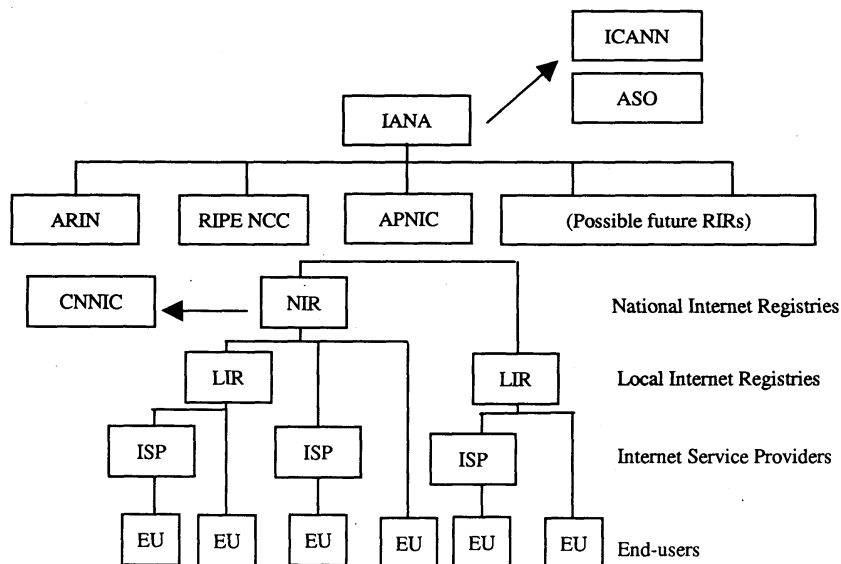 ICANN
ASO
IANA
ARIN
RIPE NCC
APNIC
(Possible future RIRs)
CNNIC
NIR
National Internet Registries
LIR
LIR
Local Internet Registries
ISP
ISP
ISP
Internet Service Providers
EU
EU
EU
EU
EU
EU
End-users